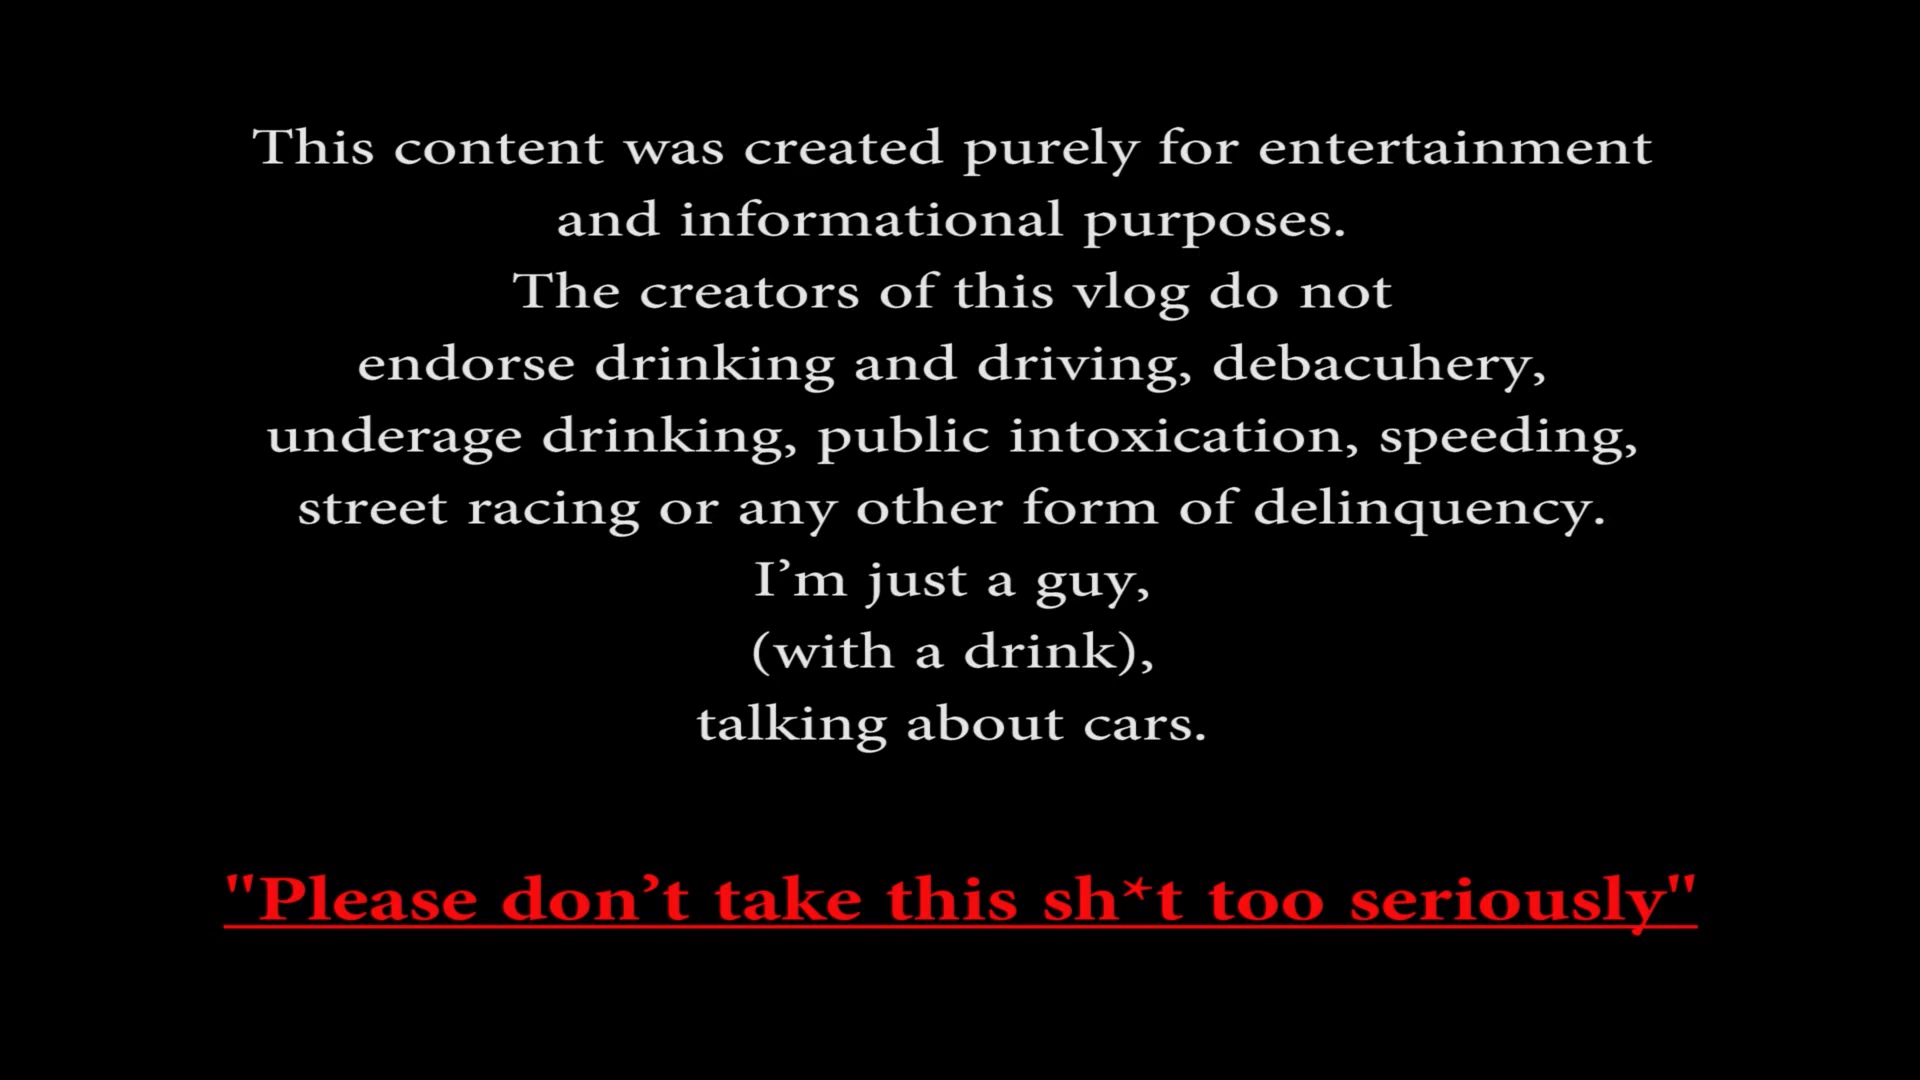 This content was created purely for entertainment
and informational purposes.
The creators of this vlog do not
endorse drinking and driving, debacuhery,
underage drinking, public intoxication, speeding,
street racing or any other form of delinquency.
I’m just a guy,
(with a drink),
talking about cars.
"Please don’t take this sh*t too seriously"